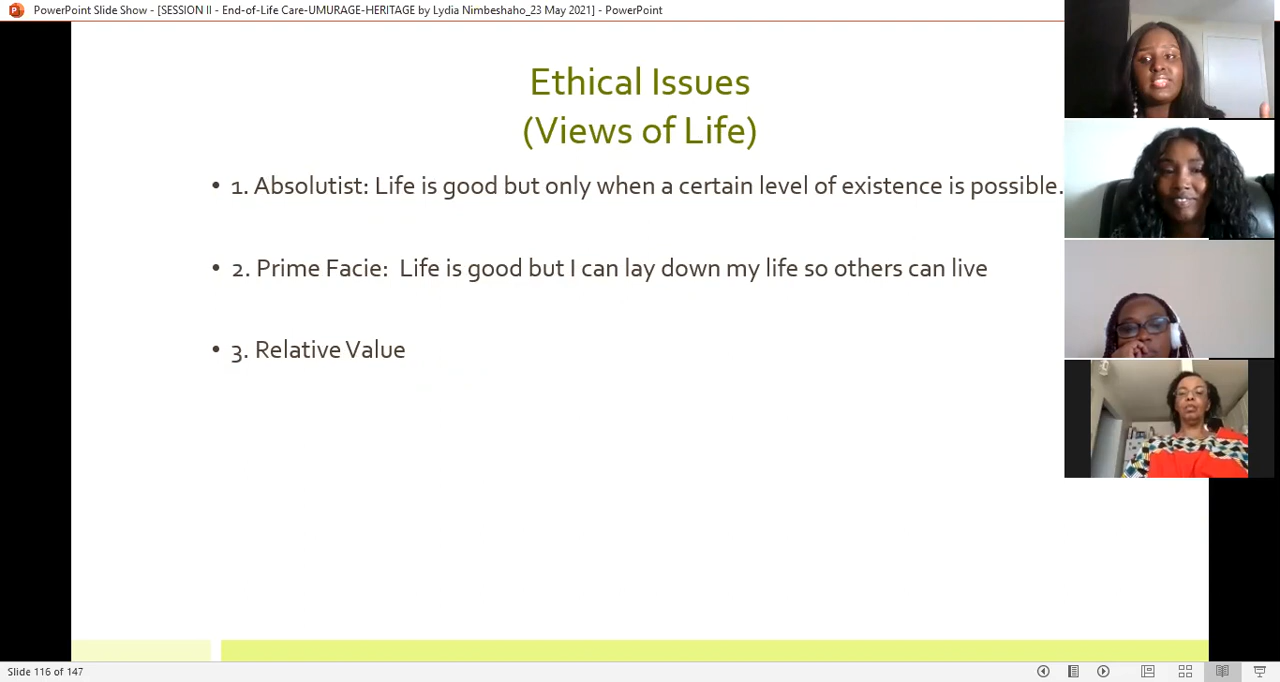 PowerPoint Slide Show - [SESSION II - End-of-Life Care-UMURAGE-HERITAGE by Lydia Nimbeshaho_23 May 2021] - PowerPoint
Ethical Issues
(Views of Life)
• 1. Absolutist: Life is good but only when a certain level of existence is possible.
• 2. Prime Facie: Life is good but I can lay down my life so others can live
• 3. Relative Value
Slide 116 of 147